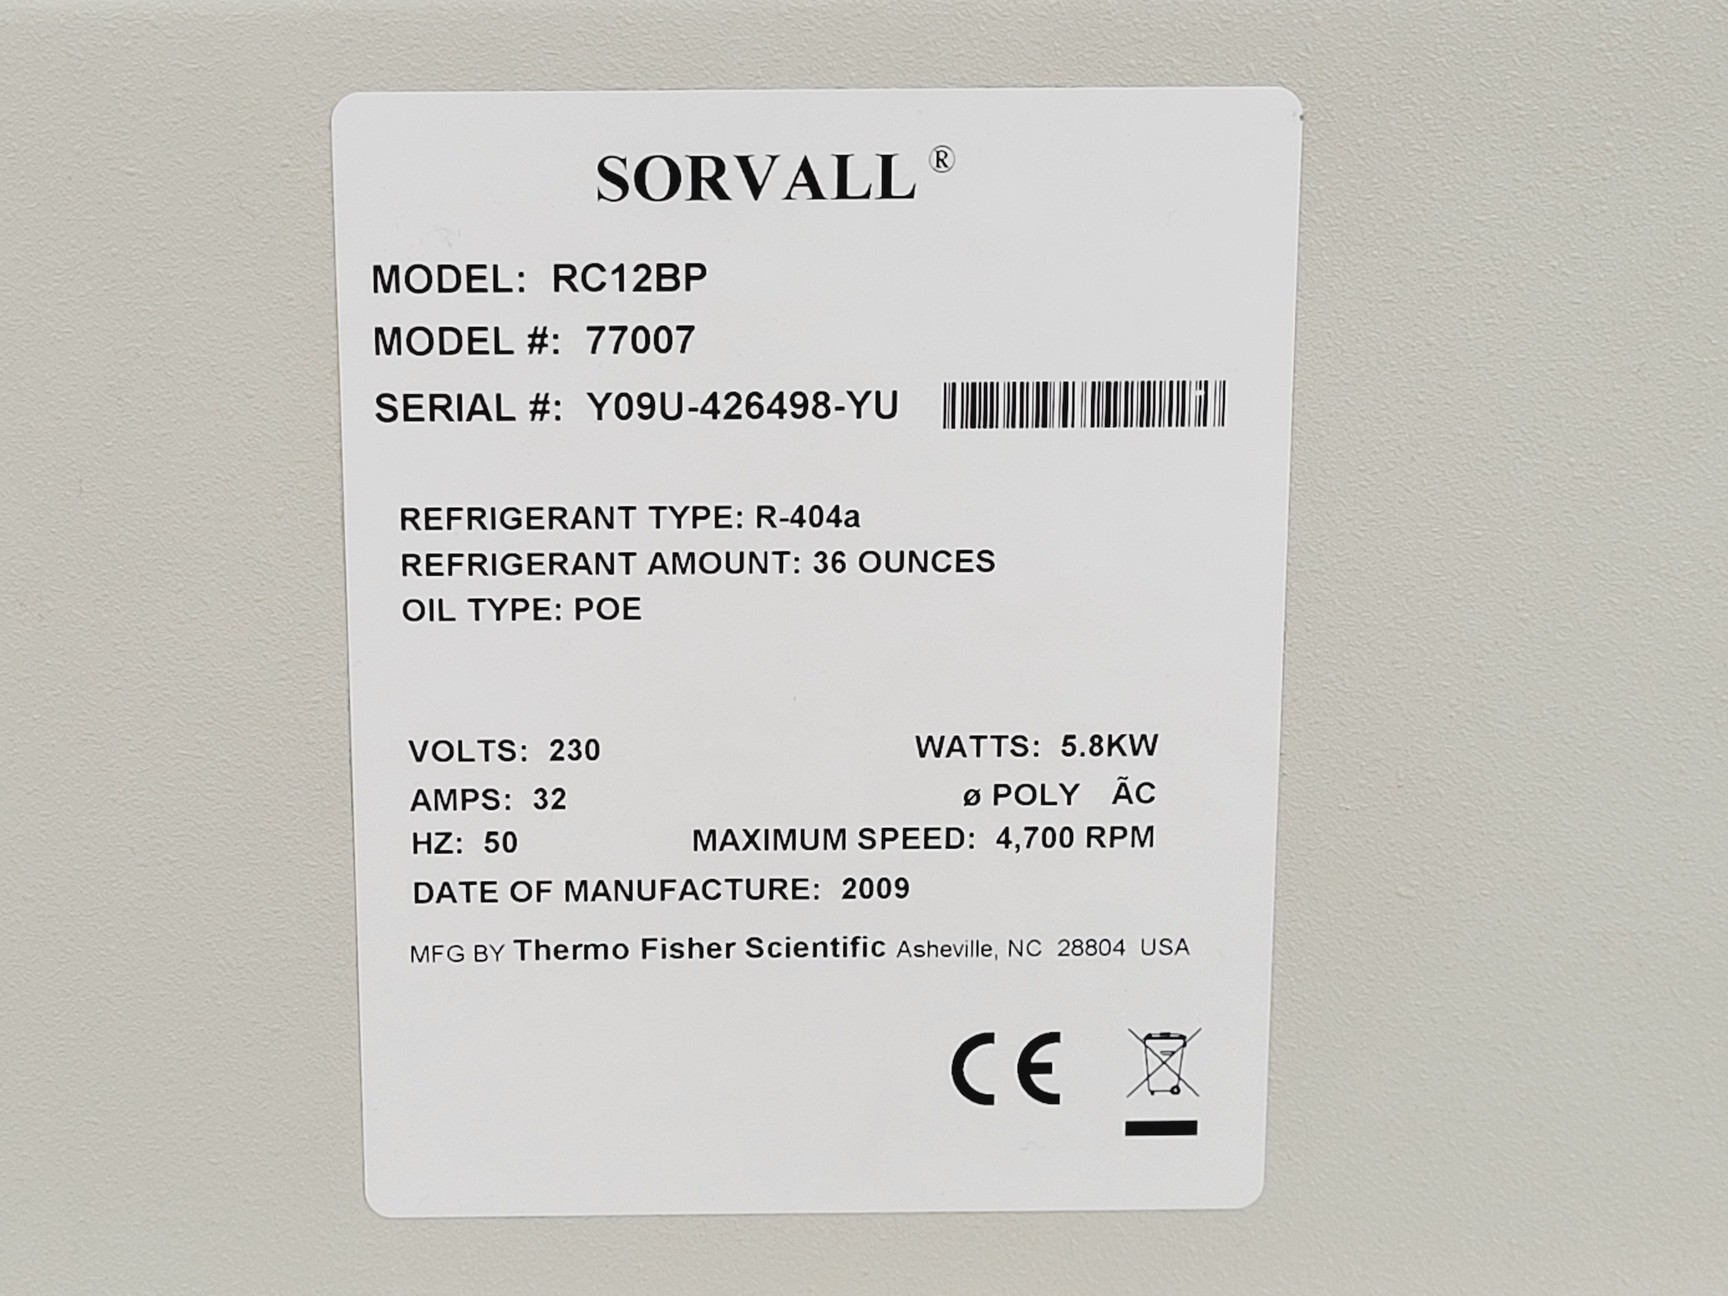 SORVALL ®
MODEL: RC12BP
MODEL #: 77007
SERIAL #: Y09U-426498-YU
REFRIGERANT TYPE: R-404a
REFRIGERANT AMOUNT: 36 OUNCES
OIL TYPE: POE
VOLTS: 230 WATTS: 5.8KW
AMPS: 32 ø POLY ÃC
HZ: 50 MAXIMUM SPEED: 4,700 RPM
DATE OF MANUFACTURE: 2009
MFG BY Thermo Fisher Scientific Asheville, NC 28804 USA
CE